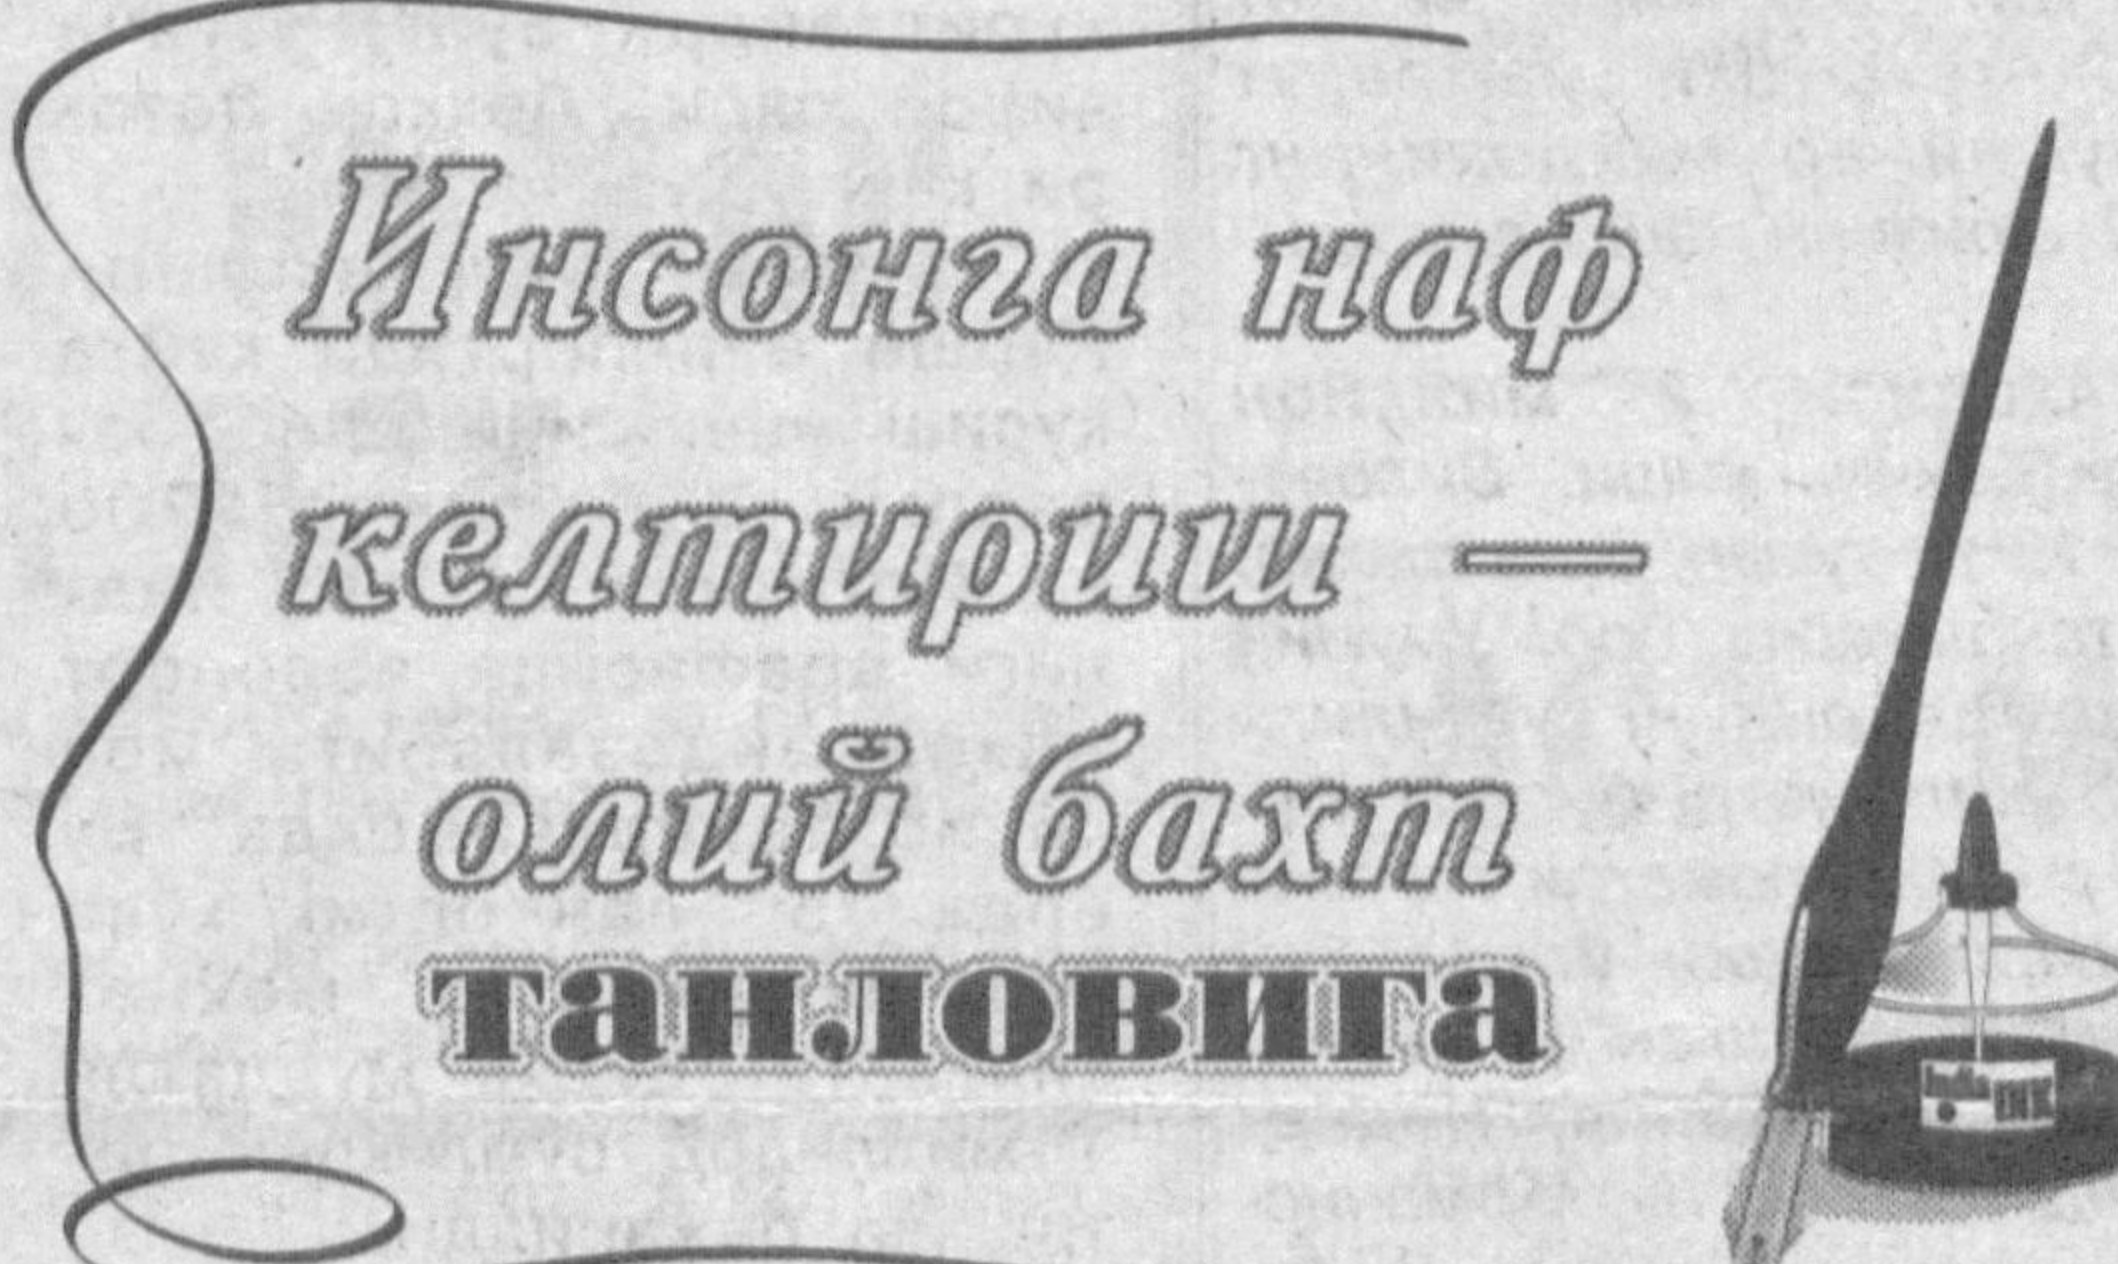 Инсонга наф
келтириш —
олий бахт
танловига